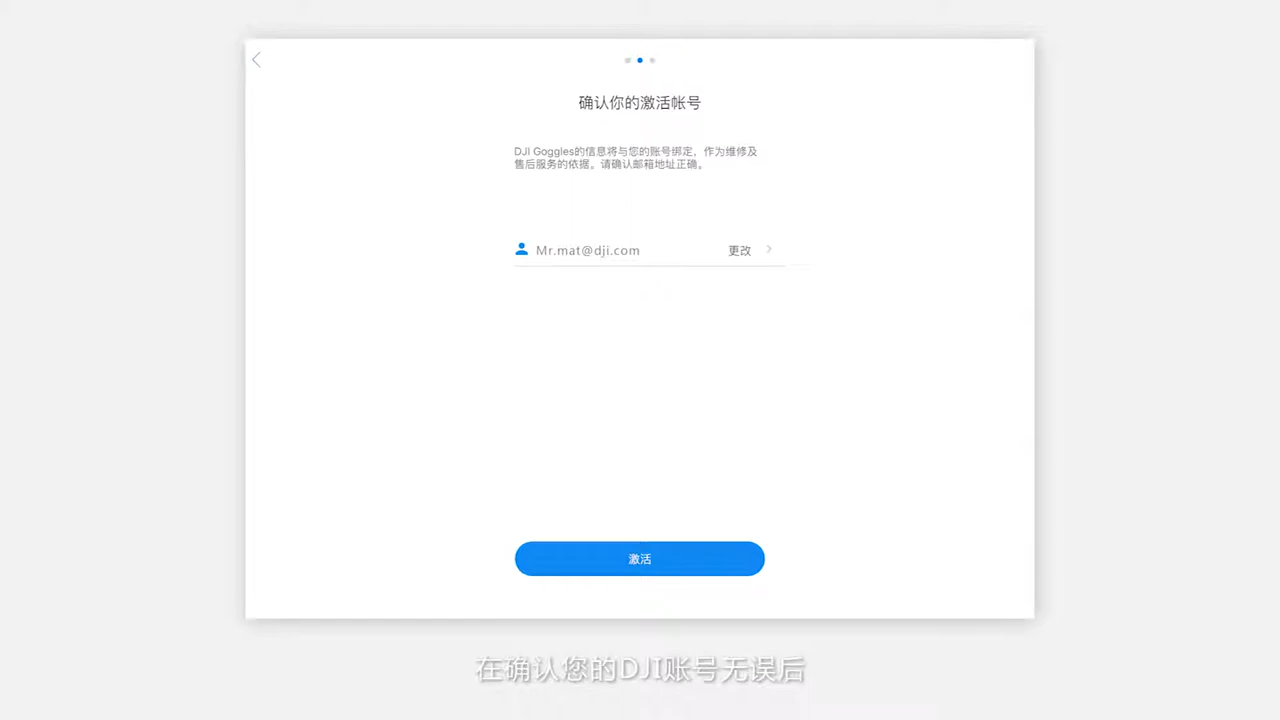 确认你的激活帐号
DJI Goggles的信息将与您的账号绑定，作为维修及
售后服务的依据。请确认邮箱地址正确。
Mr.mat@dji.com 更改
激活
在确认您的DJI账号无误后